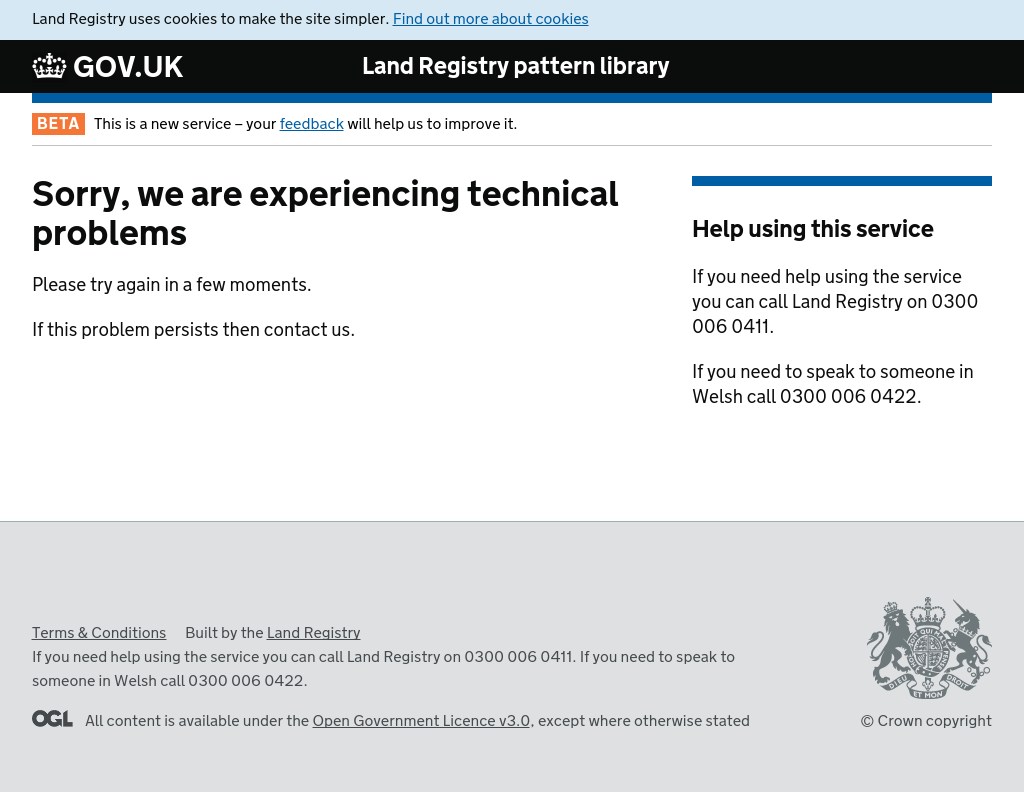 Land Registry uses cookies to make the site simpler. Find out more about cookies
GOV.UK
Land Registry pattern library
BETA This is a new service – your feedback will help us to improve it.
Sorry, we are experiencing technical
problems
Please try again in a few moments.
If this problem persists then contact us.
Help using this service
If you need help using the service
you can call Land Registry on 0300
006 0411.
If you need to speak to someone in
Welsh call 0300 006 0422.
Terms & Conditions Built by the Land Registry
If you need help using the service you can call Land Registry on 0300 006 0411. If you need to speak to
someone in Welsh call 0300 006 0422.
OGL All content is available under the Open Government Licence v3.0, except where otherwise stated
DIEU ET MON DROIT
© Crown copyright